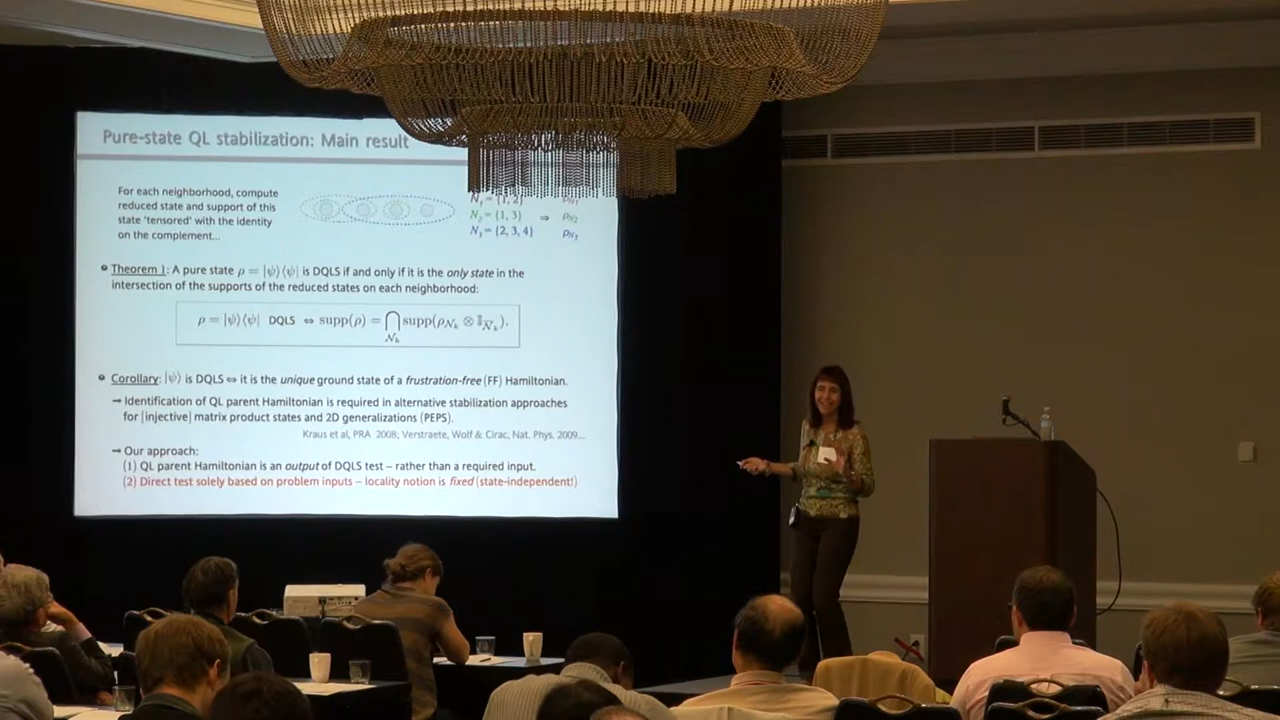 Pure-state QL stabilization: Main result
For each neighborhood, compute
reduced state and support of this
state 'tensored' with the identity
on the complement...
N₁ = {1, 2} ρ_N₁
N₂ = {1, 3} ⇒ ρ_N₂
N₃ = {2, 3, 4} ρ_N₃
• Theorem 1: A pure state ρ = |ψ⟩⟨ψ| is DQLS if and only if it is the only state in the
intersection of the supports of the reduced states on each neighborhood:
ρ = |ψ⟩⟨ψ| DQLS ⇔ supp(ρ) = ⋂_{𝒩ₖ} supp(ρ_𝒩ₖ ⊗ 𝕀_𝒩̅ₖ).
• Corollary: |ψ⟩ is DQLS ⇔ it is the unique ground state of a frustration-free (FF) Hamiltonian.
→ Identification of QL parent Hamiltonian is required in alternative stabilization approaches
for [injective] matrix product states and 2D generalizations (PEPS).
Kraus et al, PRA 2008; Verstraete, Wolf & Cirac, Nat. Phys. 2009...
→ Our approach:
(1) QL parent Hamiltonian is an output of DQLS test – rather than a required input.
(2) Direct test solely based on problem inputs – locality notion is fixed (state-independent!)